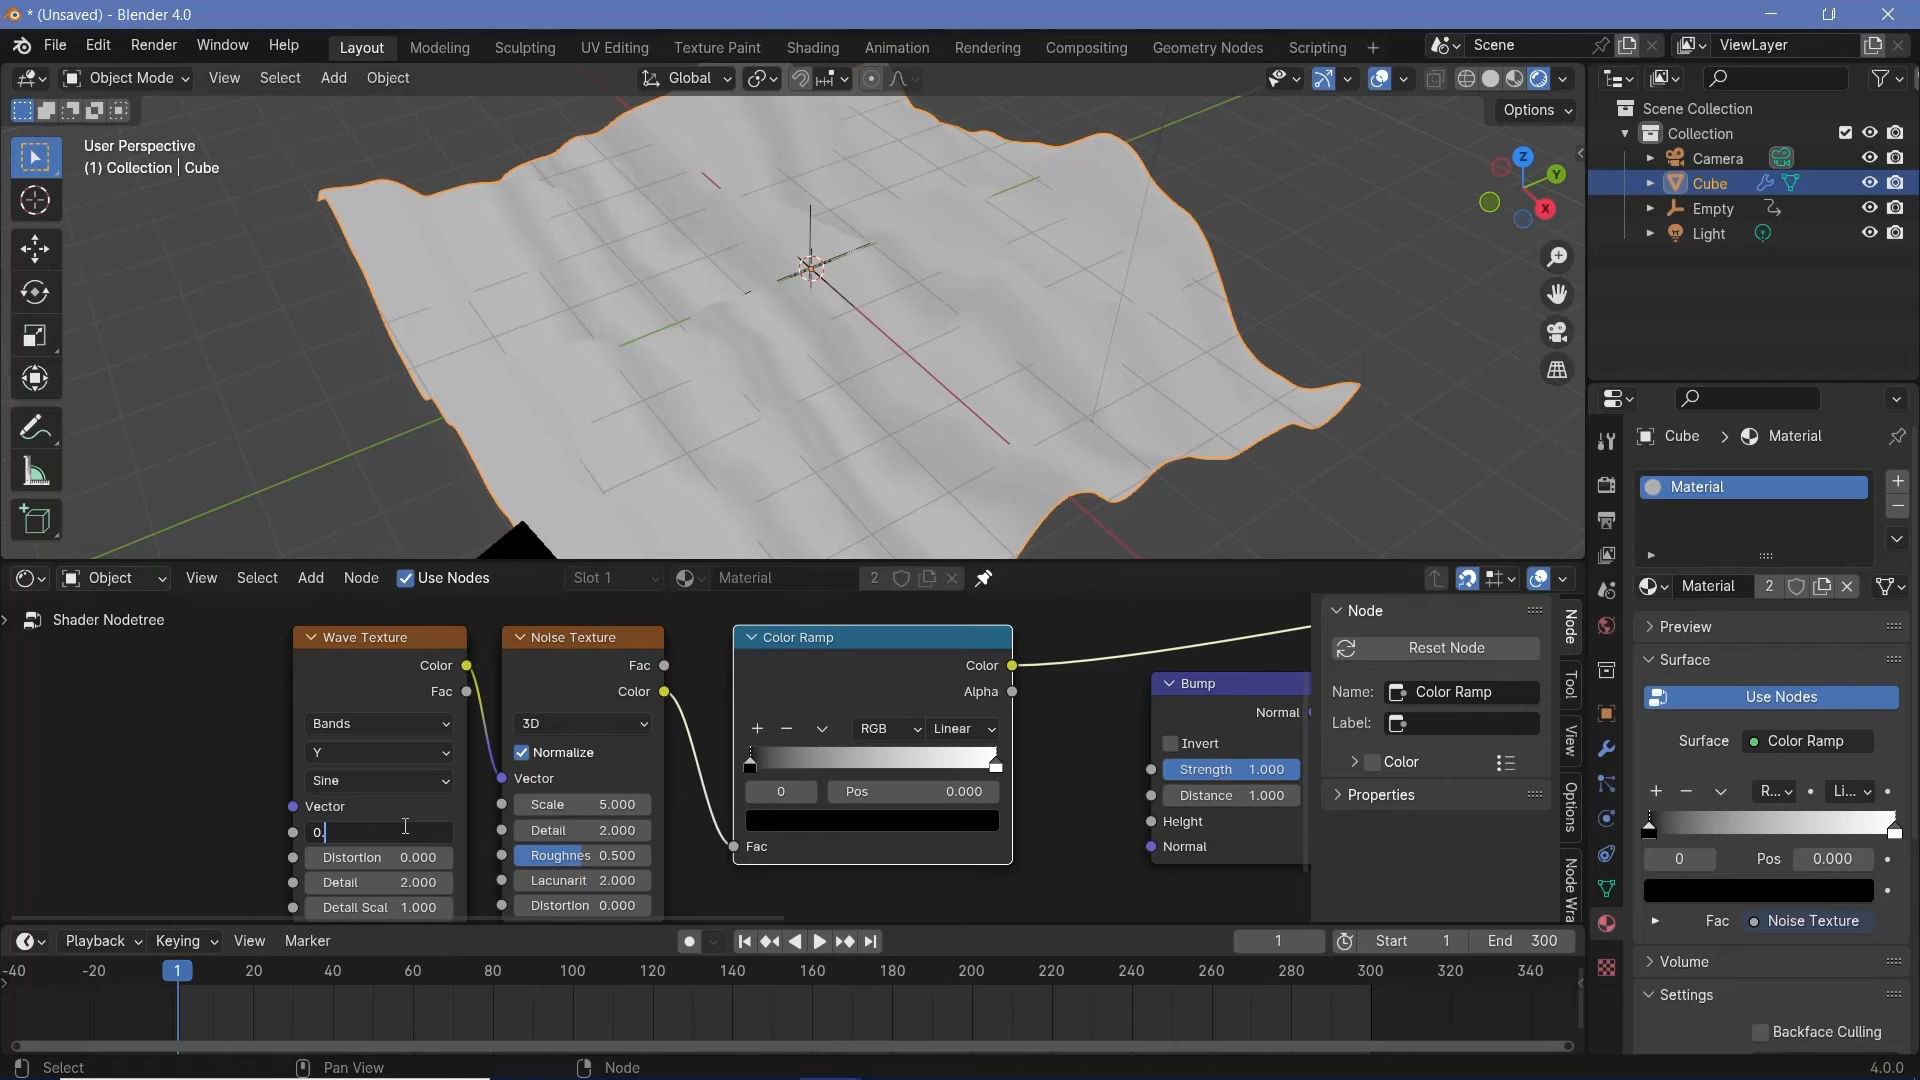 * (Unsaved) - Blender 4.0
File Edit Render Window Help Layout Modeling Sculpting UV Editing Texture Paint Shading Animation Rendering Compositing Geometry Nodes Scripting + Scene ViewLayer
Object Mode View Select Add Object Global
Options
User Perspective
(1) Collection | Cube
Z
Y
X
Scene Collection
Collection
Camera
Cube
Empty
Light
Cube > Material
Material
Material 2
Preview
Surface
Use Nodes
Surface Color Ramp
R... Li...
0 Pos 0.000
Fac Noise Texture
Volume
Settings
Backface Culling
Object View Select Add Node Use Nodes Slot 1 Material 2
Shader Nodetree
Wave Texture
Color
Fac
Bands
Y
Sine
Vector
0.
Distortion 0.000
Detail 2.000
Detail Scal 1.000
Noise Texture
Fac
Color
3D
Normalize
Vector
Scale 5.000
Detail 2.000
Roughnes 0.500
Lacunarit 2.000
Distortion 0.000
Color Ramp
Color
Alpha
RGB Linear
0 Pos 0.000
Fac
Bump
Normal
Invert
Strength 1.000
Distance 1.000
Height
Normal
Node
Reset Node
Name: Color Ramp
Label:
Color
Properties
Node
Tool
View
Options
Node Wra
Playback Keying View Marker 1 Start 1 End 300
-40 -20 1 20 40 60 80 100 120 140 160 180 200 220 240 260 280 300 320 340
Select Pan View Node 4.0.0